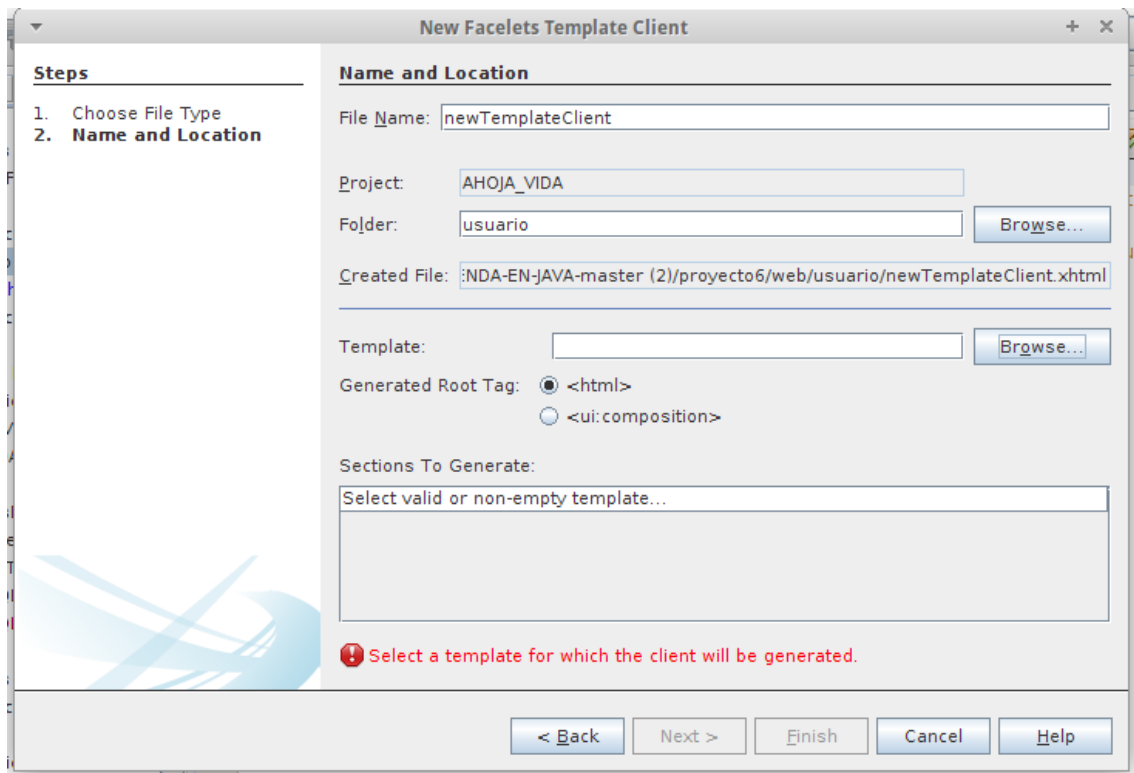 New Facelets Template Client
Steps
1. Choose File Type
2. Name and Location
Name and Location
File Name: newTemplateClient
Project: AHOJA_VIDA
Folder: usuario Browse...
Created File: NDA-EN-JAVA-master (2)/proyecto6/web/usuario/newTemplateClient.xhtml
Template: Browse...
Generated Root Tag: <html>
<ui:composition>
Sections To Generate:
Select valid or non-empty template...
Select a template for which the client will be generated.
< Back Next > Finish Cancel Help